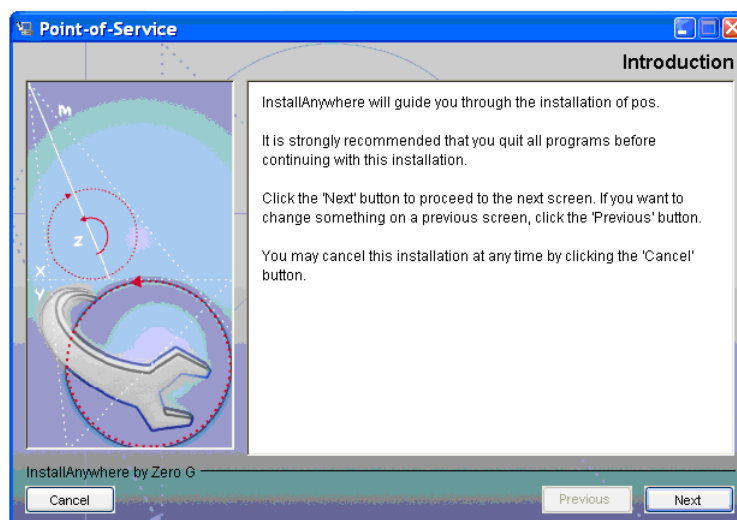 Point-of-Service
Introduction
M
Z
X
Y
InstallAnywhere will guide you through the installation of pos.
It is strongly recommended that you quit all programs before
continuing with this installation.
Click the 'Next' button to proceed to the next screen. If you want to
change something on a previous screen, click the 'Previous' button.
You may cancel this installation at any time by clicking the 'Cancel'
button.
InstallAnywhere by Zero G
Cancel
Previous
Next